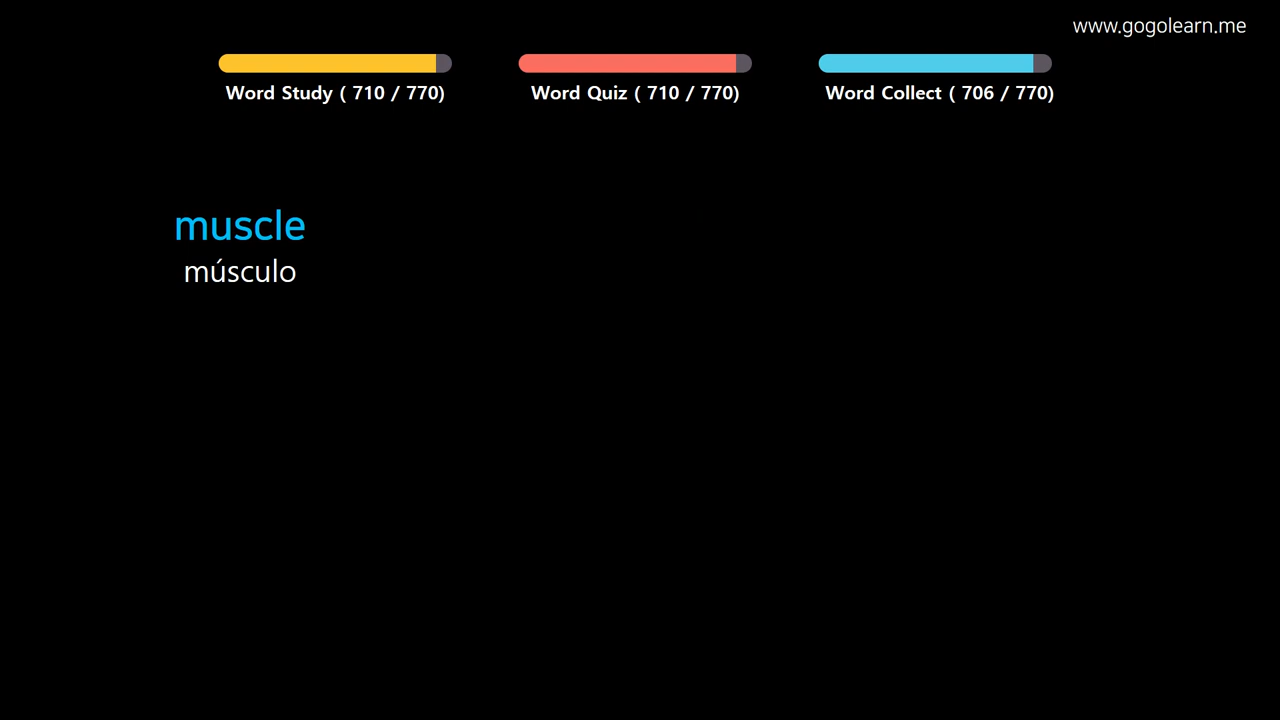 www.gogolearn.me
Word Study ( 710 / 770)
Word Quiz ( 710 / 770)
Word Collect ( 706 / 770)
muscle
músculo